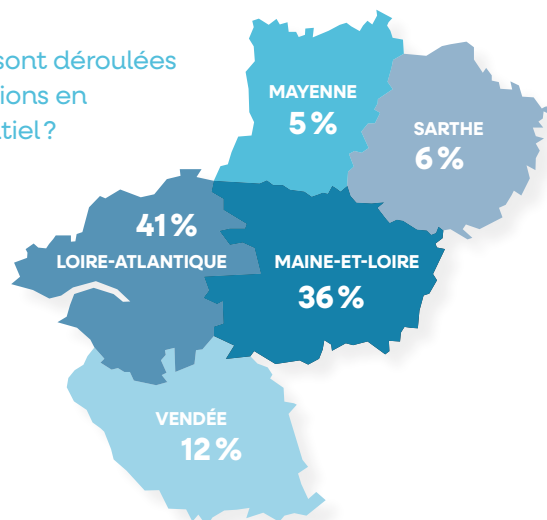 sont déroulées
ions en
tiel ?
MAYENNE
5 %
SARTHE
6 %
41 %
LOIRE-ATLANTIQUE
MAINE-ET-LOIRE
36 %
VENDÉE
12 %